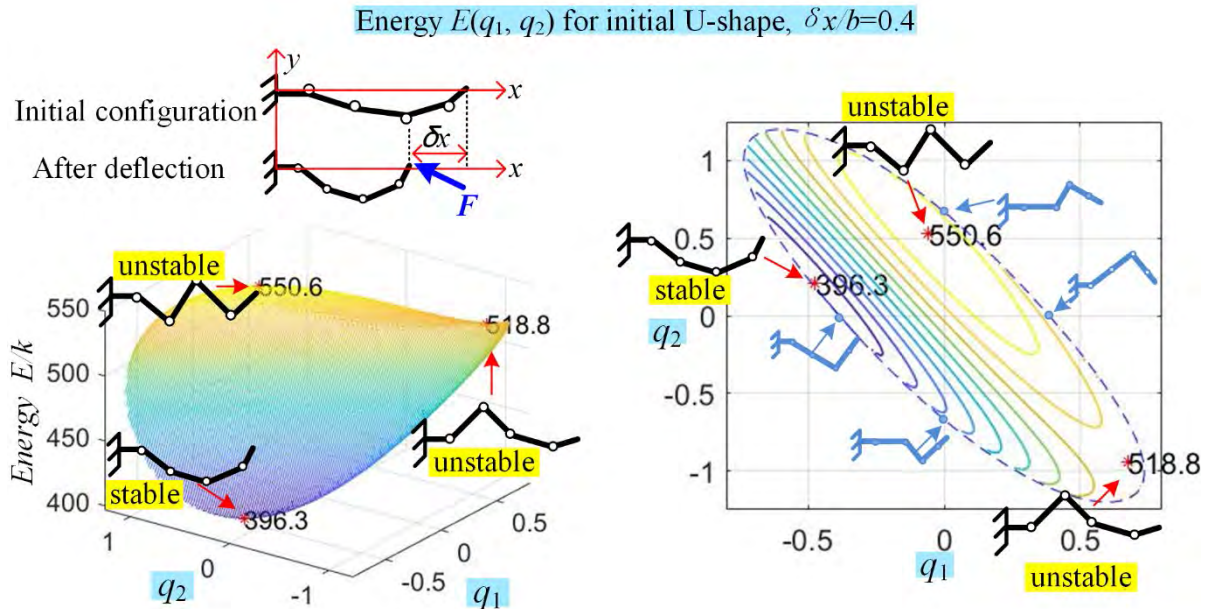 Energy E(q1, q2) for initial U-shape, δx/b=0.4
y
Initial configuration
x
δx
After deflection
x
F
unstable
550.6
518.8
550
500
450
400
Energy E/k
stable
396.3
unstable
1
0
-1
q2
-0.5
0
0.5
q1
unstable
1
0.5
0
-0.5
-1
q2
550.6
396.3
stable
518.8
-0.5
0
0.5
q1
unstable